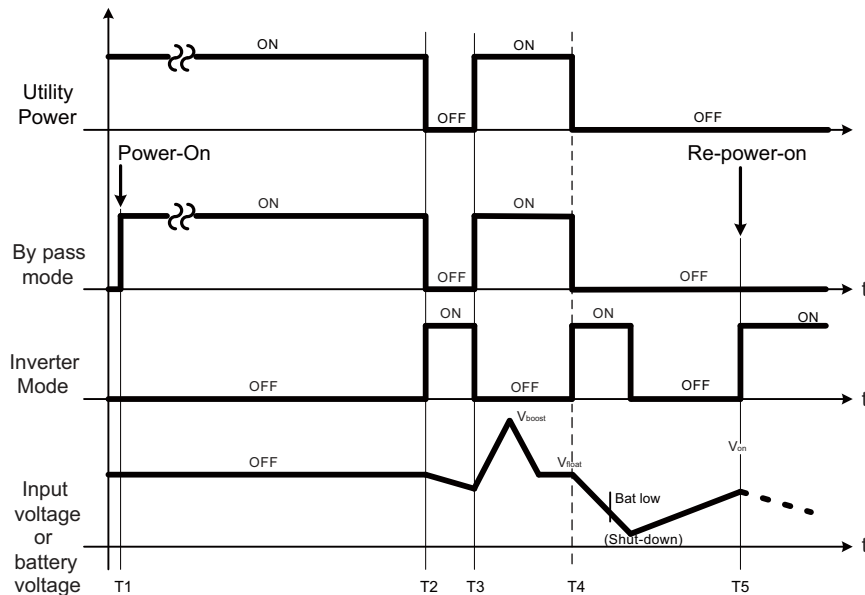 ON
ON
Utility
Power
OFF
OFF
Power-On
Re-power-on
ON
ON
By pass
mode
OFF
OFF
t
ON
ON
ON
Inverter
Mode
OFF
OFF
OFF
t
Vboost
OFF
Vfloat
Von
Input
voltage
or
battery
voltage
Bat low
(Shut-down)
t
T1
T2
T3
T4
T5